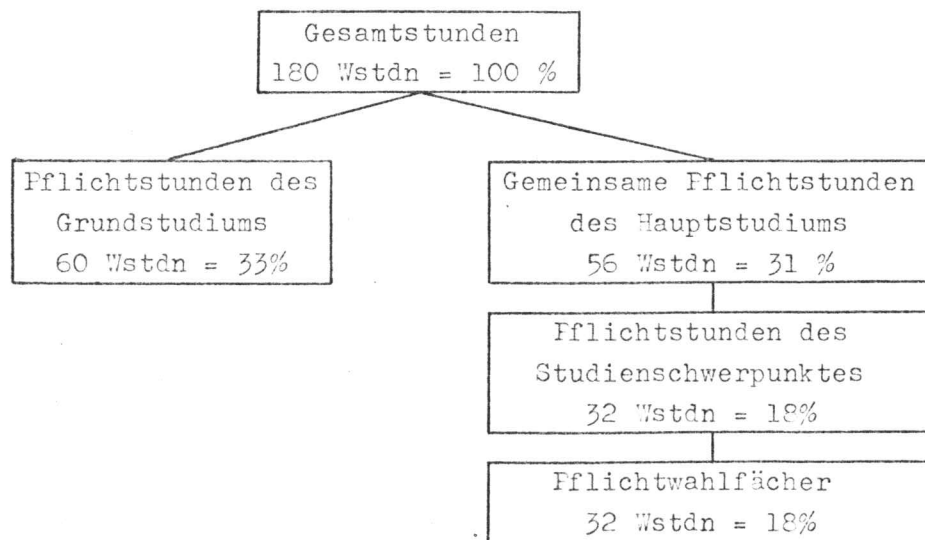 Gesamtstunden
180 Wstdn = 100 %
Pflichtstunden des
Grundstudiums
60 Wstdn = 33%
Gemeinsame Pflichtstunden
des Hauptstudiums
56 Wstdn = 31 %
Pflichtstunden des
Studienschwerpunktes
32 Wstdn = 18%
Pflichtwahlfächer
32 Wstdn = 18%